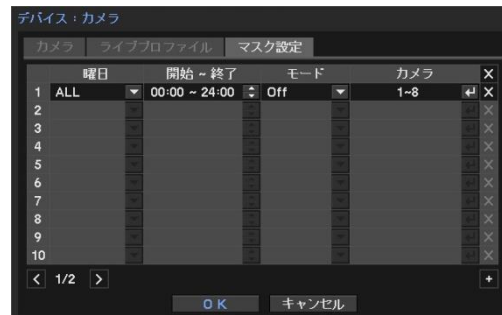 デバイス：カメラ
カメラ ライブプロファイル マスク設定
曜日 開始 ~ 終了 モード カメラ X
1 ALL 00:00 ~ 24:00 Off 1~8 X
2 X
3 X
4 X
5 X
6 X
7 X
8 X
9 X
10 X
< 1/2 > +
OK キャンセル